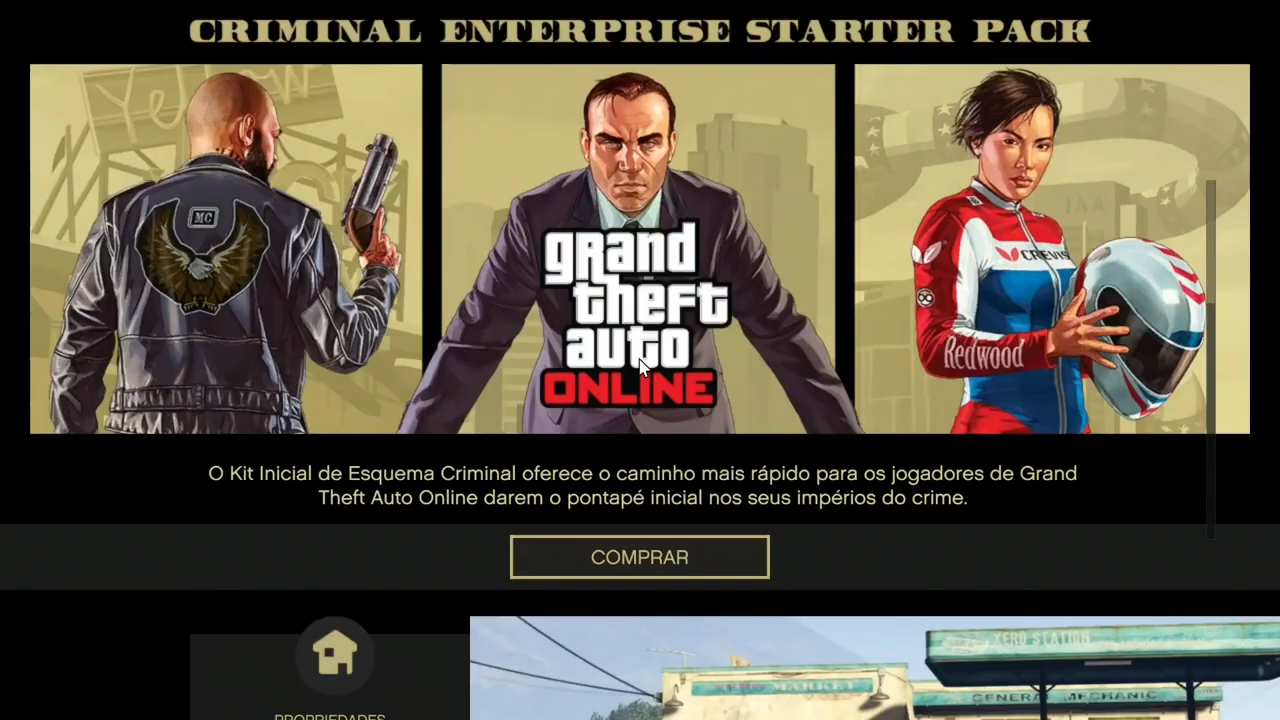 CRIMINAL ENTERPRISE STARTER PACK
Yellow
MC
grand
theft
auto
ONLINE
IAA
CREVIS
Redwood
O Kit Inicial de Esquema Criminal oferece o caminho mais rápido para os jogadores de Grand
Theft Auto Online darem o pontapé inicial nos seus impérios do crime.
COMPRAR
PROPRIEDADES
XERO STATION
XERO MARKET
GENERAL MECHANIC